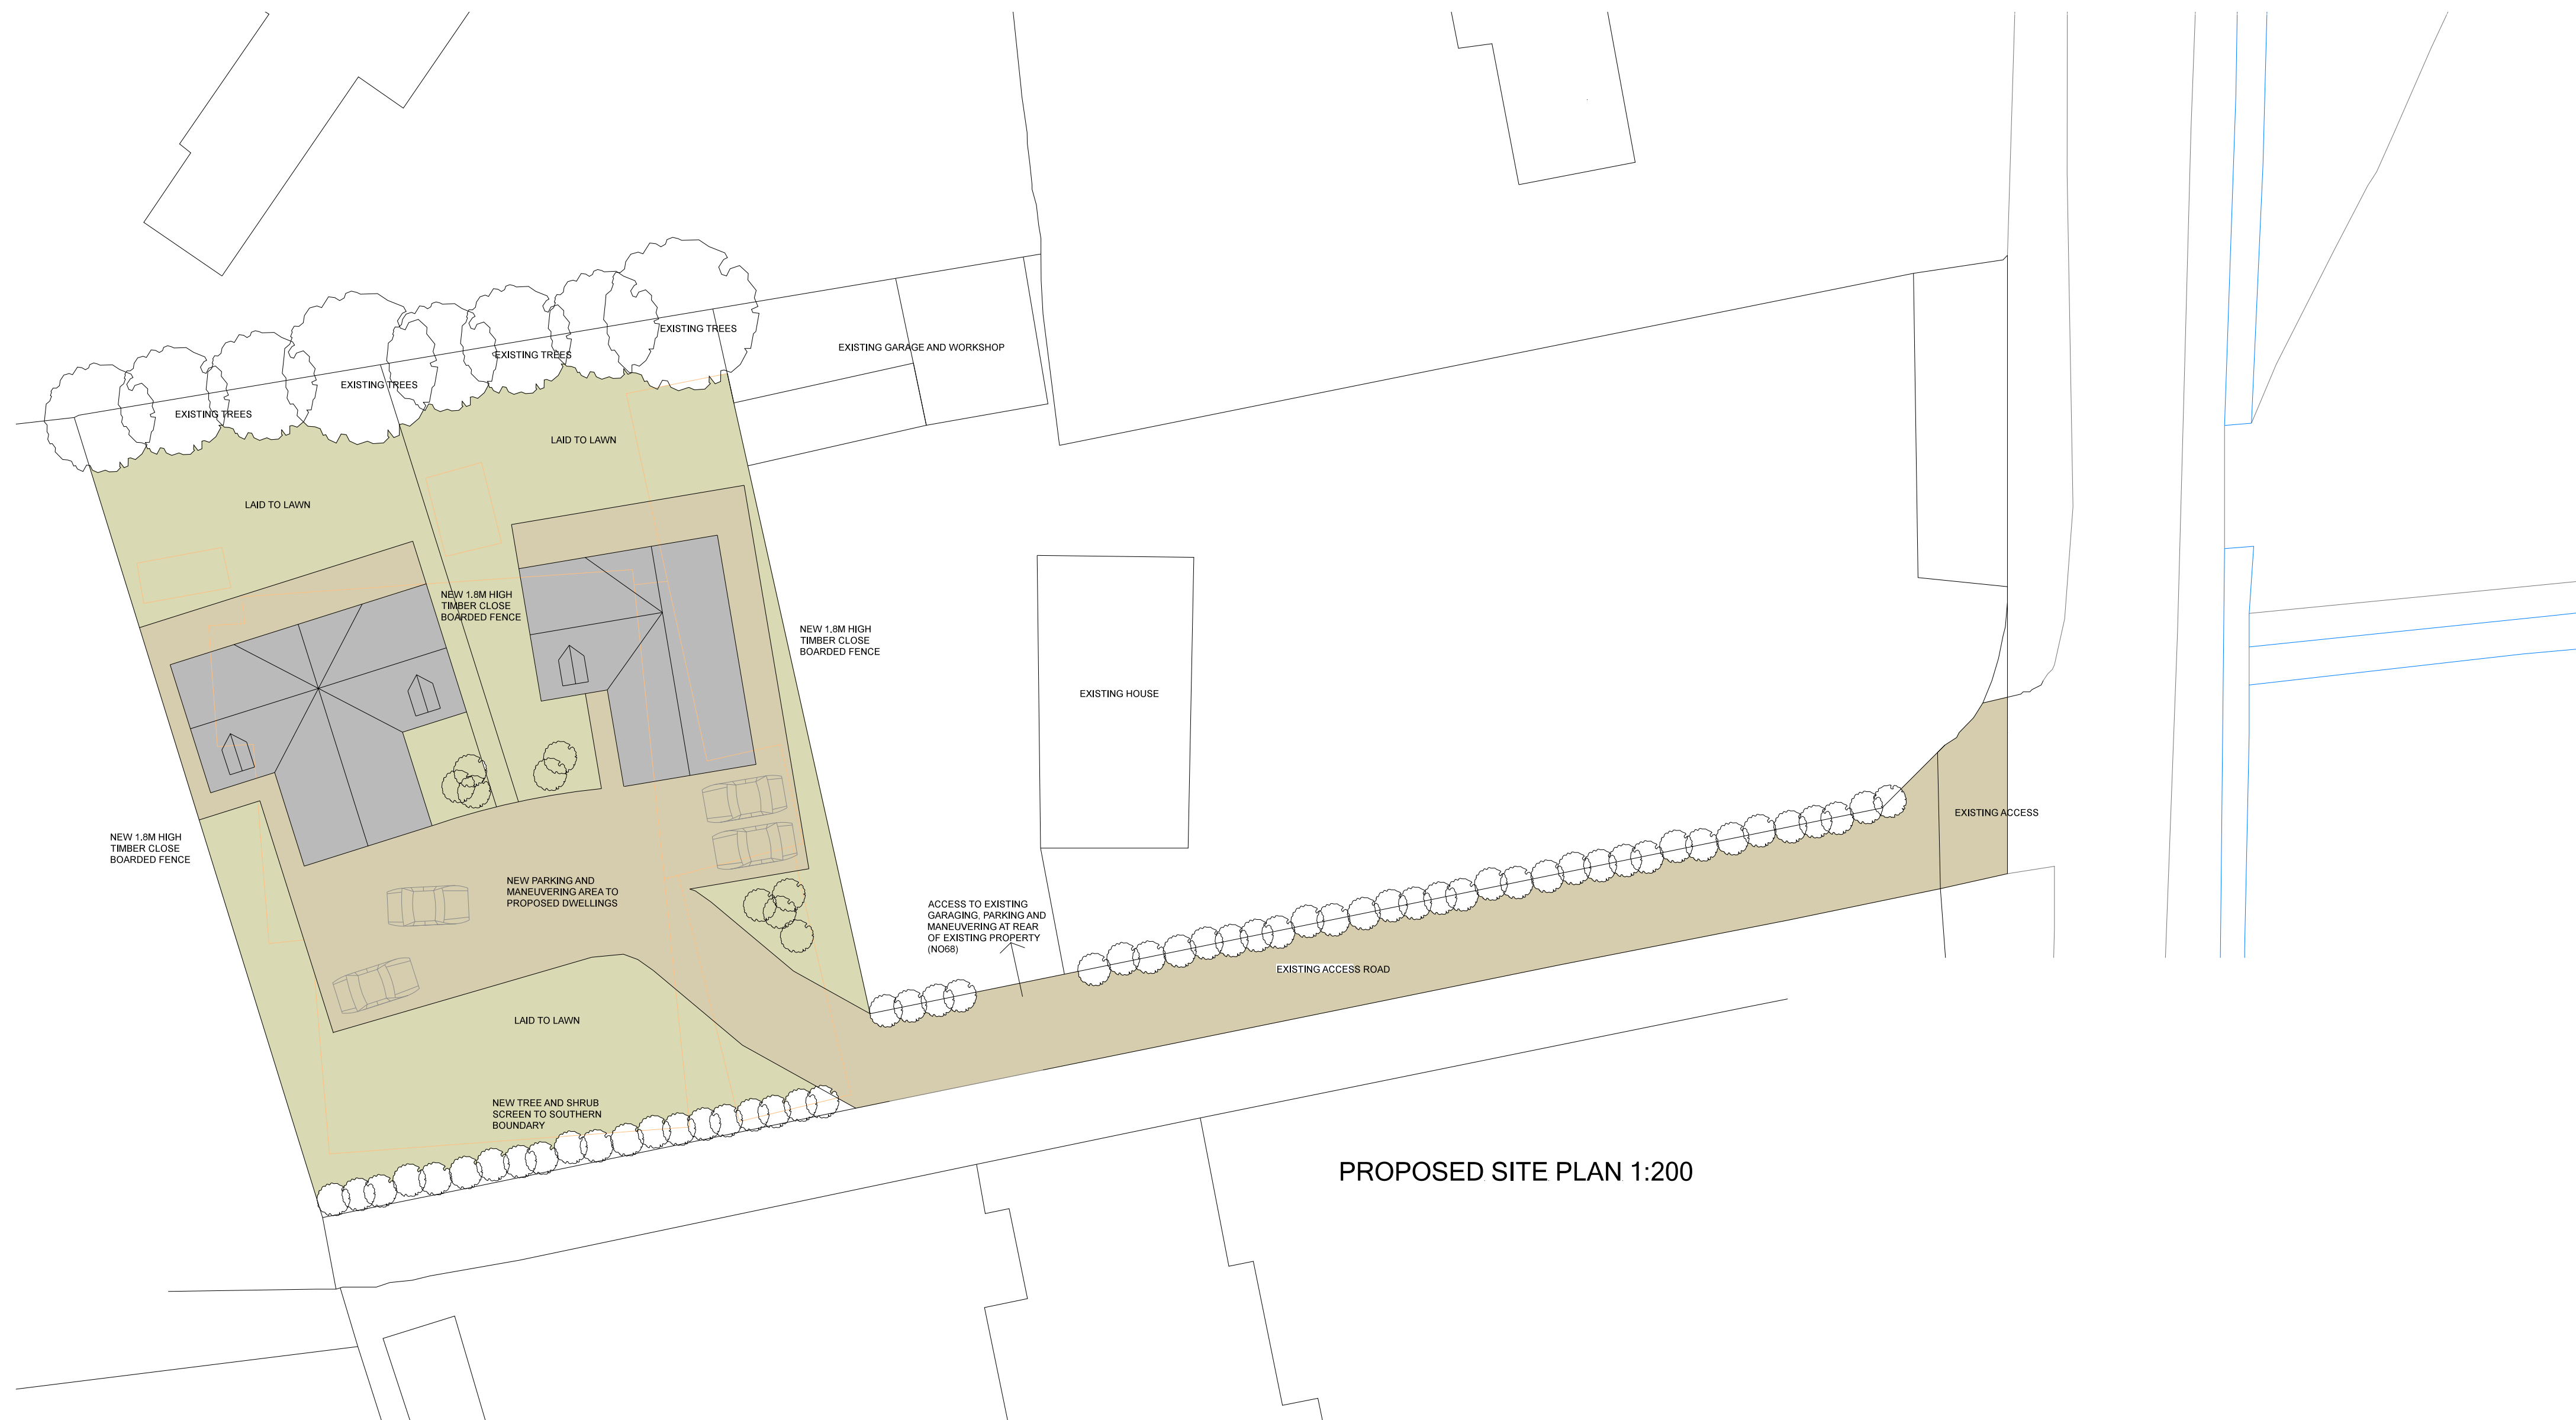 EXISTING TREES
EXISTING GARAGE AND WORKSHOP
EXISTING TREES
EXISTING TREES
EXISTING TREES
LAID TO LAWN
LAID TO LAWN
NEW 1.8M HIGH
TIMBER CLOSE
BOARDED FENCE
NEW 1.8M HIGH
TIMBER CLOSE
BOARDED FENCE
EXISTING HOUSE
EXISTING ACCESS
NEW 1.8M HIGH
TIMBER CLOSE
BOARDED FENCE
NEW PARKING AND
MANEUVERING AREA TO
PROPOSED DWELLINGS
ACCESS TO EXISTING
GARAGING, PARKING AND
MANEUVERING AT REAR
OF EXISTING PROPERTY
(NO68)
EXISTING ACCESS ROAD
LAID TO LAWN
NEW TREE AND SHRUB
SCREEN TO SOUTHERN
BOUNDARY
PROPOSED SITE PLAN 1:200